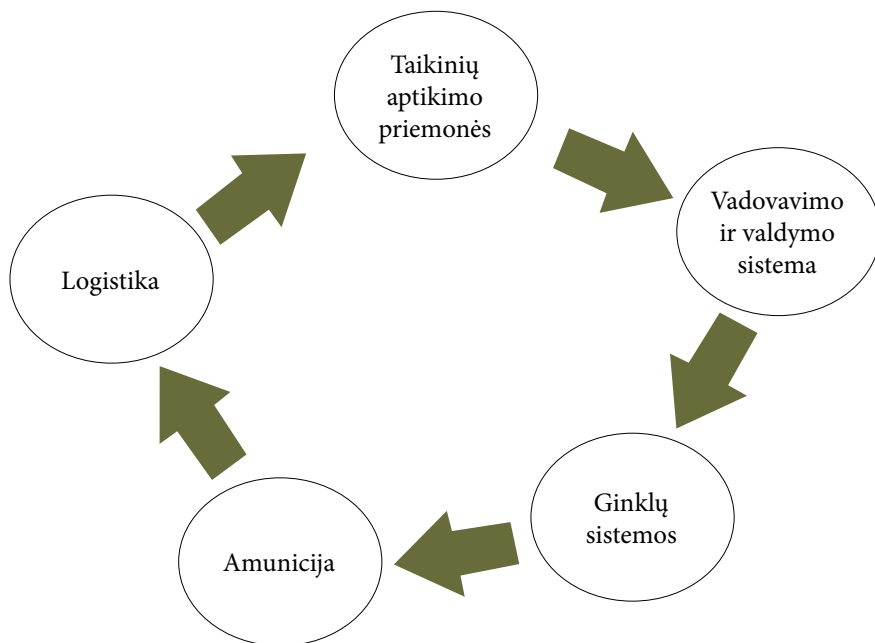 Taikinių
aptikimo
priemonės
Vadovavimo
ir valdymo
sistema
Ginklų
sistemos
Amunicija
Logistika